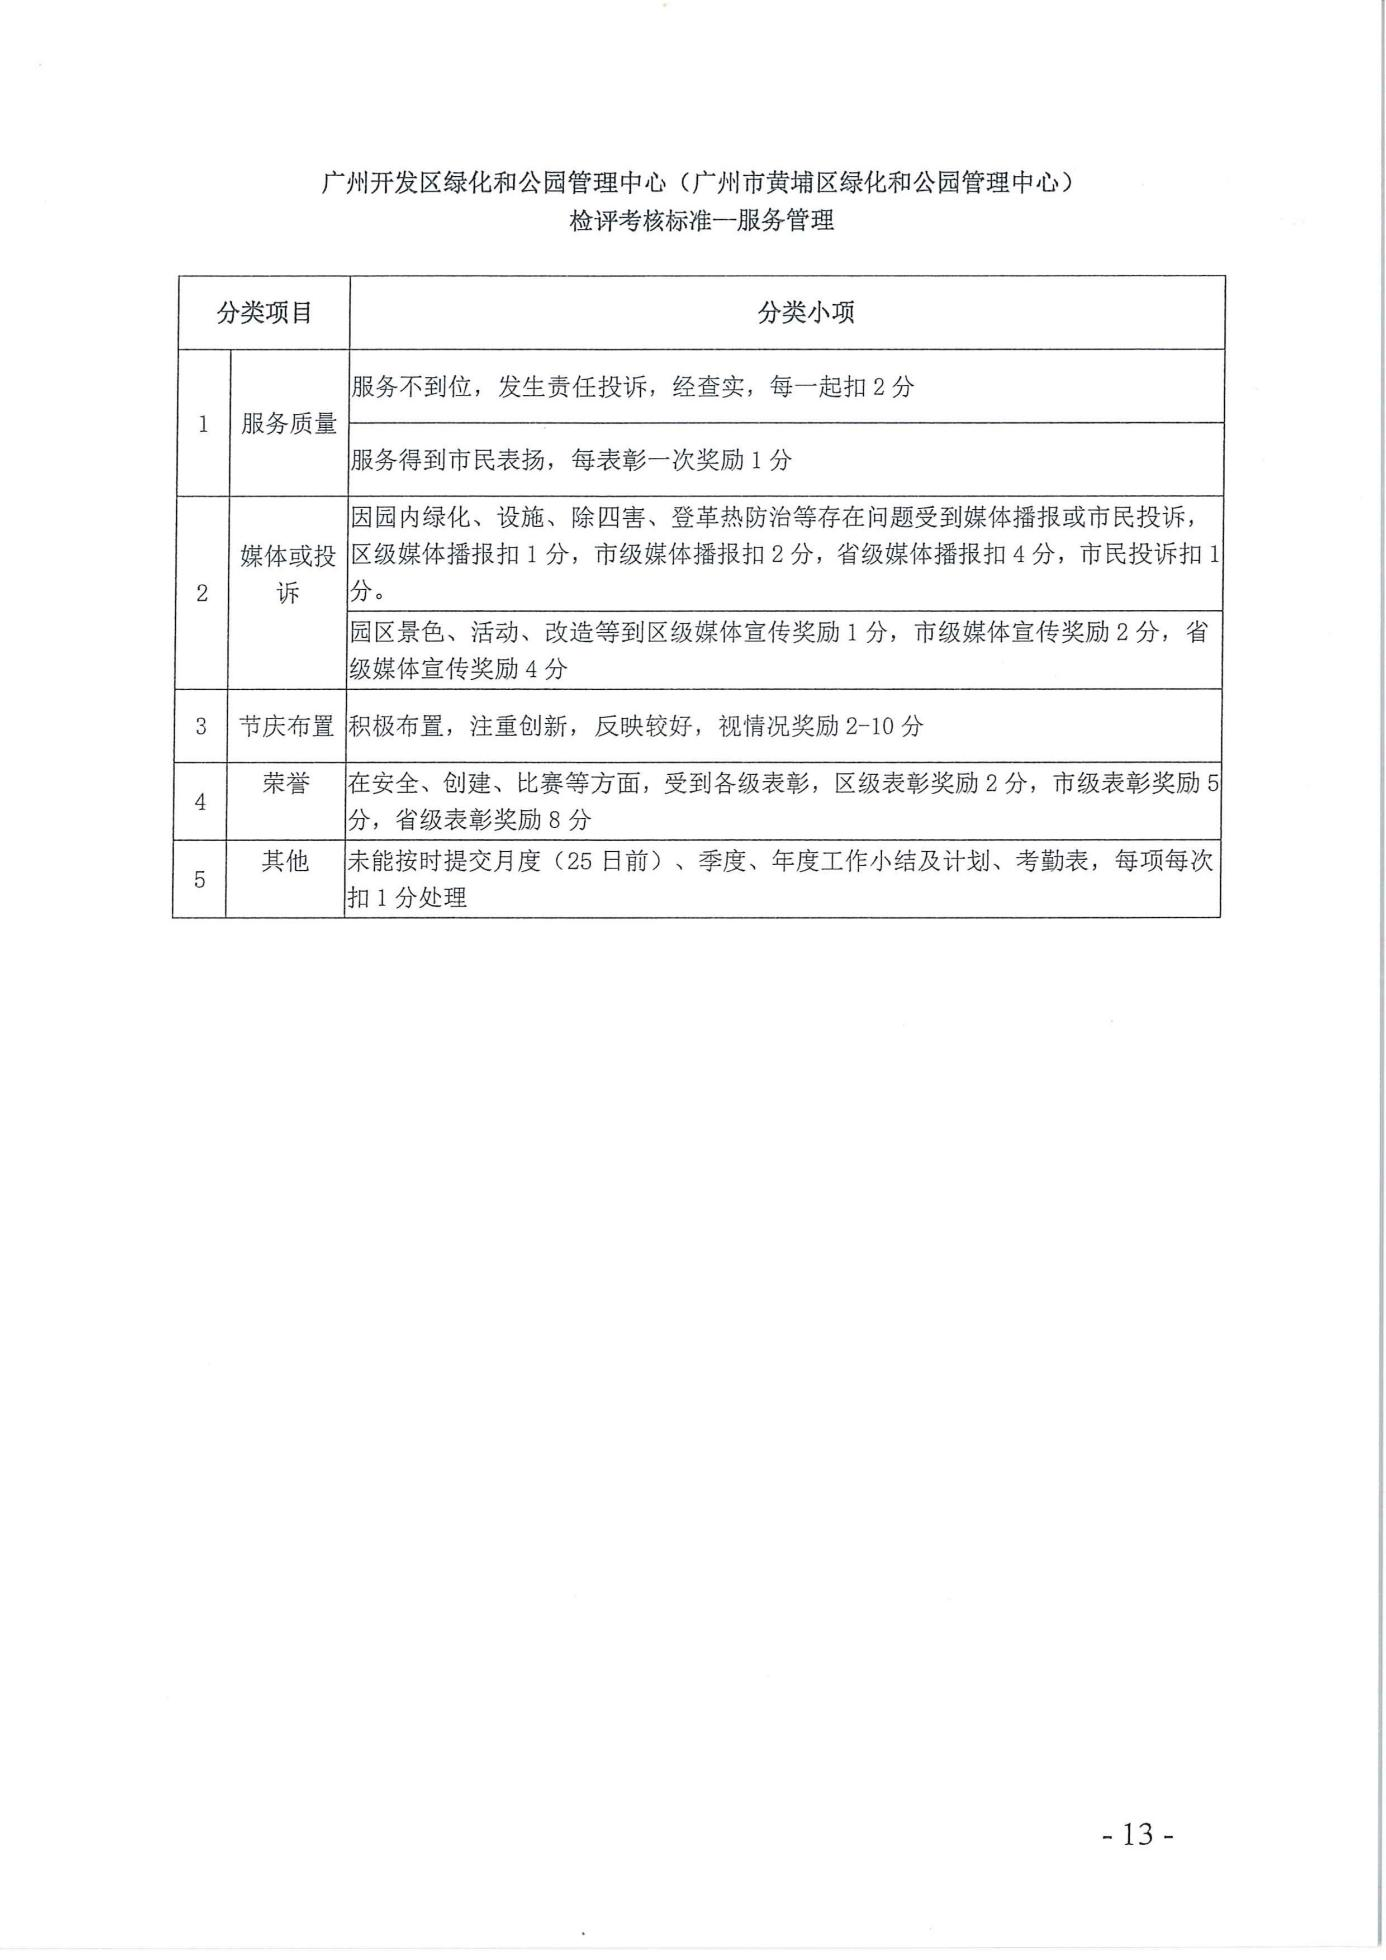 广州开发区绿化和公园管理中心（广州市黄埔区绿化和公园管理中心）
检评考核标准—服务管理
分类项目
分类小项
1
服务质量
服务不到位，发生责任投诉，经查实，每一起扣 2 分
服务得到市民表扬，每表彰一次奖励 1 分
2
媒体或投
诉
因园内绿化、设施、除四害、登革热防治等存在问题受到媒体播报或市民投诉，
区级媒体播报扣 1 分，市级媒体播报扣 2 分，省级媒体播报扣 4 分，市民投诉扣 1
分。
园区景色、活动、改造等到区级媒体宣传奖励 1 分，市级媒体宣传奖励 2 分，省
级媒体宣传奖励 4 分
3
节庆布置
积极布置，注重创新，反映较好，视情况奖励 2-10 分
4
荣誉
在安全、创建、比赛等方面，受到各级表彰，区级表彰奖励 2 分，市级表彰奖励 5
分，省级表彰奖励 8 分
5
其他
未能按时提交月度（25 日前）、季度、年度工作小结及计划、考勤表，每项每次
扣 1 分处理
- 13 -